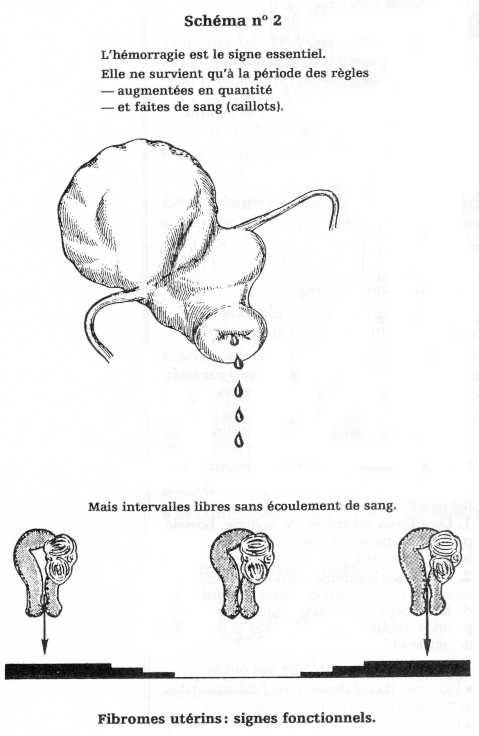 Schéma nº 2
L'hémorragie est le signe essentiel.
Elle ne survient qu'à la période des règles
— augmentées en quantité
— et faites de sang (caillots).
Mais intervalles libres sans écoulement de sang.
Fibromes utérins : signes fonctionnels.